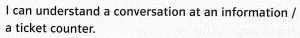 I can understand a conversation at an information /
a ticket counter.